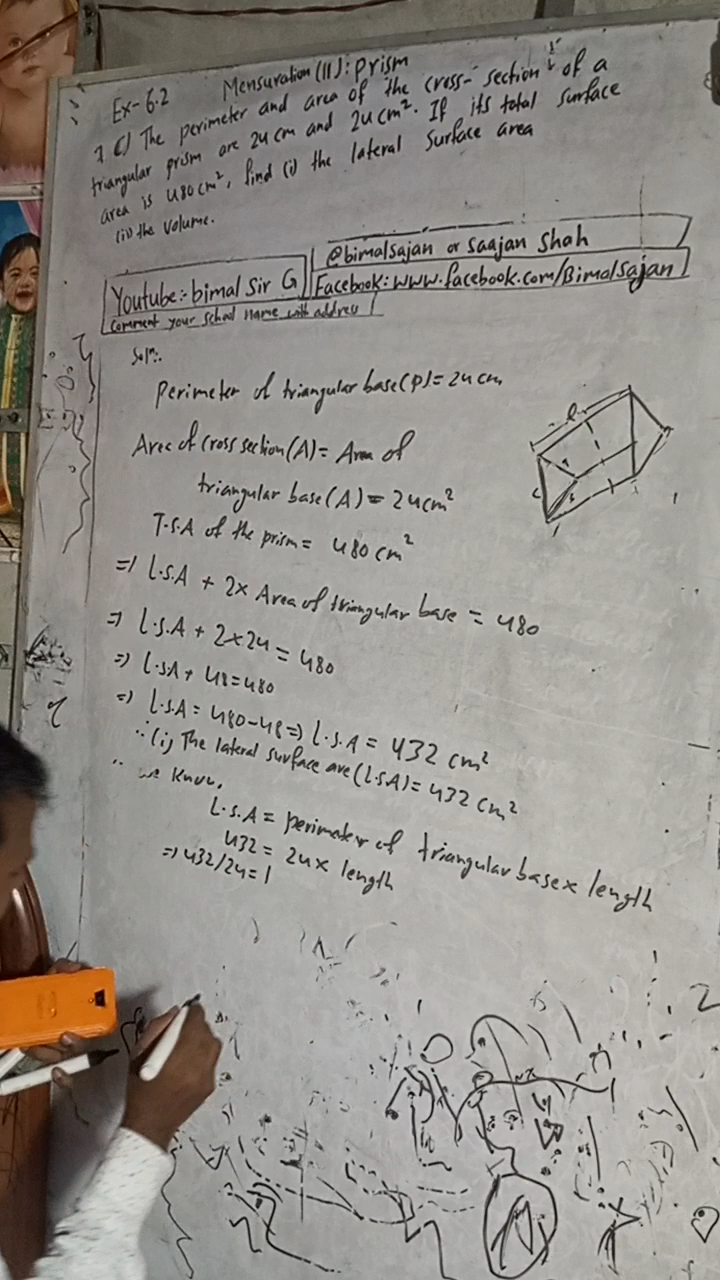 Ex-6.2 Mensuration (II): prism
7. c) The perimeter and area of the cross-section of a
triangular prism are 24 cm and 24 cm². If its total surface
area is 480 cm², find (i) the lateral surface area
(ii) the volume.
@bimalsajan or Saajan Shah
Youtube:- bimal Sir G
Facebook: www.facebook.com/Bimalsajan
Comment your school name with address
Solⁿ:
Perimeter of triangular base(P)=24cm
Area of Cross section(A)= Area of
triangular base(A)=24cm²
T.S.A of the prism= 480 cm²
=> L.S.A + 2× Area of triangular base = 480
=> L.S.A + 2×24 = 480
=> L.S.A + 48=480
=> L.S.A = 480-48=> L.S.A = 432 cm²
∴ (i) The lateral surface are(L.S.A)=432 cm²
∵ we know,
L.S.A = perimeter of triangular base× length
432 = 24× length
=> 432/24= l